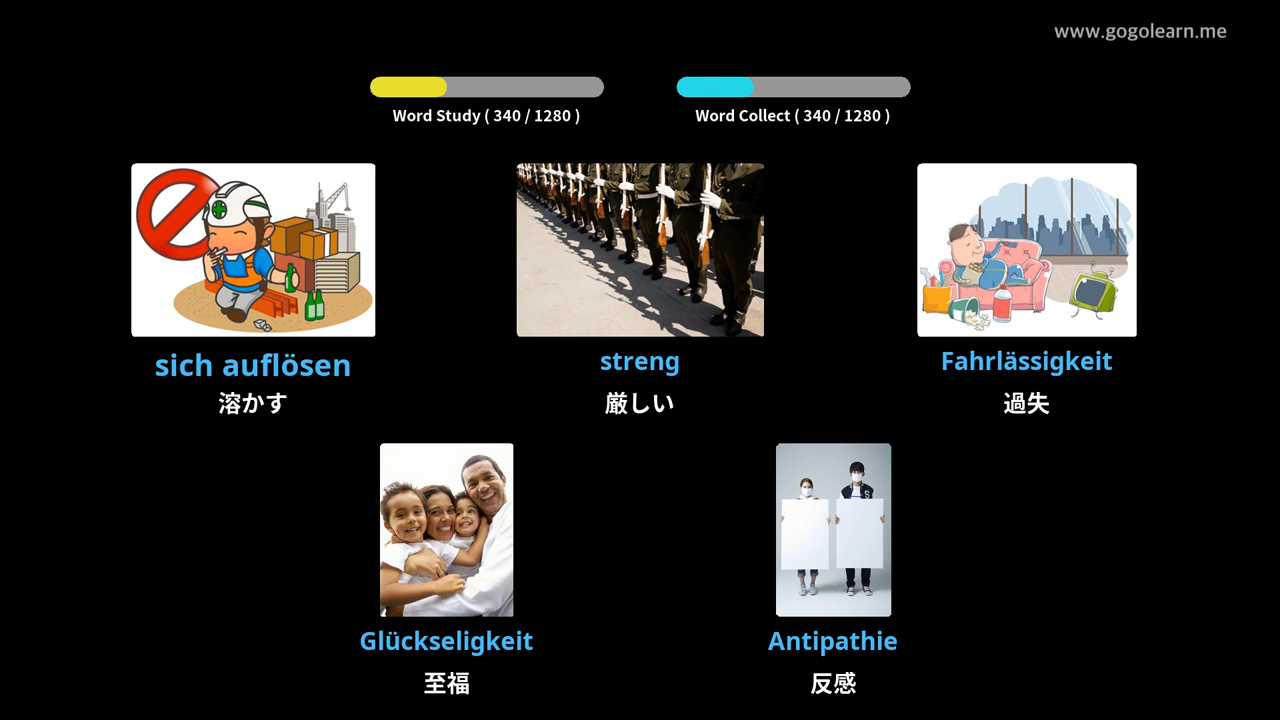 www.gogolearn.me
Word Study ( 340 / 1280 )
Word Collect ( 340 / 1280 )
sich auflösen
溶かす
streng
厳しい
Fahrlässigkeit
過失
Glückseligkeit
至福
Antipathie
反感